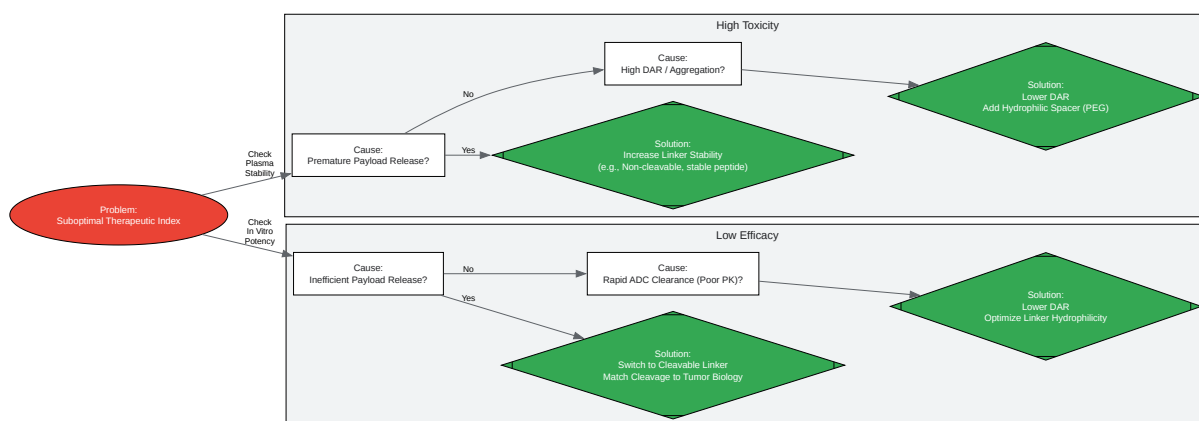 High Toxicity
Cause:
High DAR / Aggregation?
Solution:
Lower DAR
Add Hydrophilic Spacer (PEG)
No
Cause:
Premature Payload Release?
Yes
Solution:
Increase Linker Stability
(e.g., Non-cleavable, stable peptide)
Check
Plasma
Stability
Problem:
Suboptimal Therapeutic Index
Check
In Vitro
Potency
Low Efficacy
Cause:
Inefficient Payload Release?
No
Cause:
Rapid ADC Clearance (Poor PK)?
Solution:
Lower DAR
Optimize Linker Hydrophilicity
Yes
Solution:
Switch to Cleavable Linker
Match Cleavage to Tumor Biology